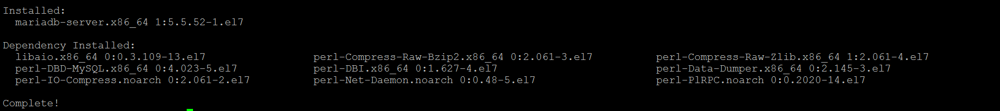 Installed:
  mariadb-server.x86_64 1:5.5.52-1.el7

Dependency Installed:
  libaio.x86_64 0:0.3.109-13.el7                 perl-Compress-Raw-Bzip2.x86_64 0:2.061-3.el7          perl-Compress-Raw-Zlib.x86_64 1:2.061-4.el7
  perl-DBD-MySQL.x86_64 0:4.023-5.el7            perl-DBI.x86_64 0:1.627-4.el7                         perl-Data-Dumper.x86_64 0:2.145-3.el7
  perl-IO-Compress.noarch 0:2.061-2.el7          perl-Net-Daemon.noarch 0:0.48-5.el7                   perl-PlRPC.noarch 0:0.2020-14.el7

Complete!